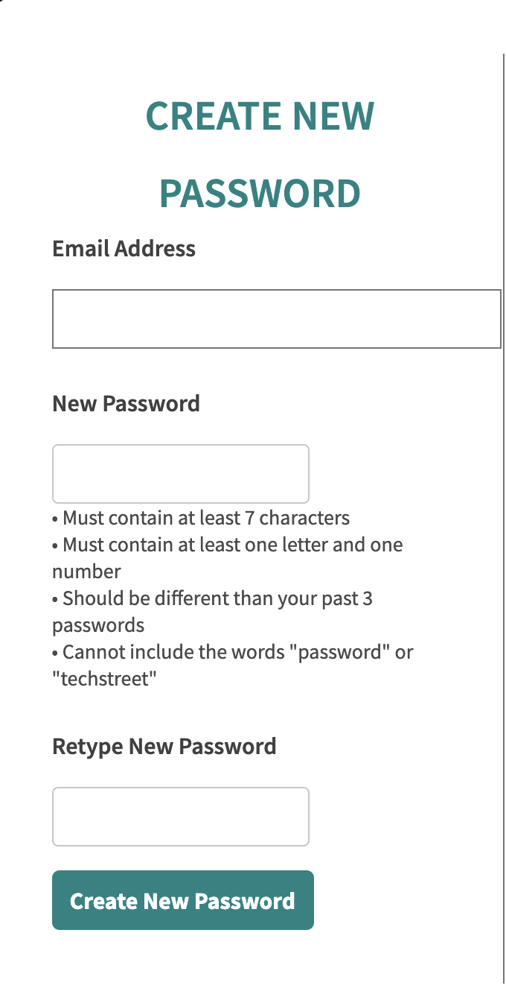 CREATE NEW
PASSWORD
Email Address
New Password
• Must contain at least 7 characters
• Must contain at least one letter and one
number
• Should be different than your past 3
passwords
• Cannot include the words "password" or
"techstreet"
Retype New Password
Create New Password